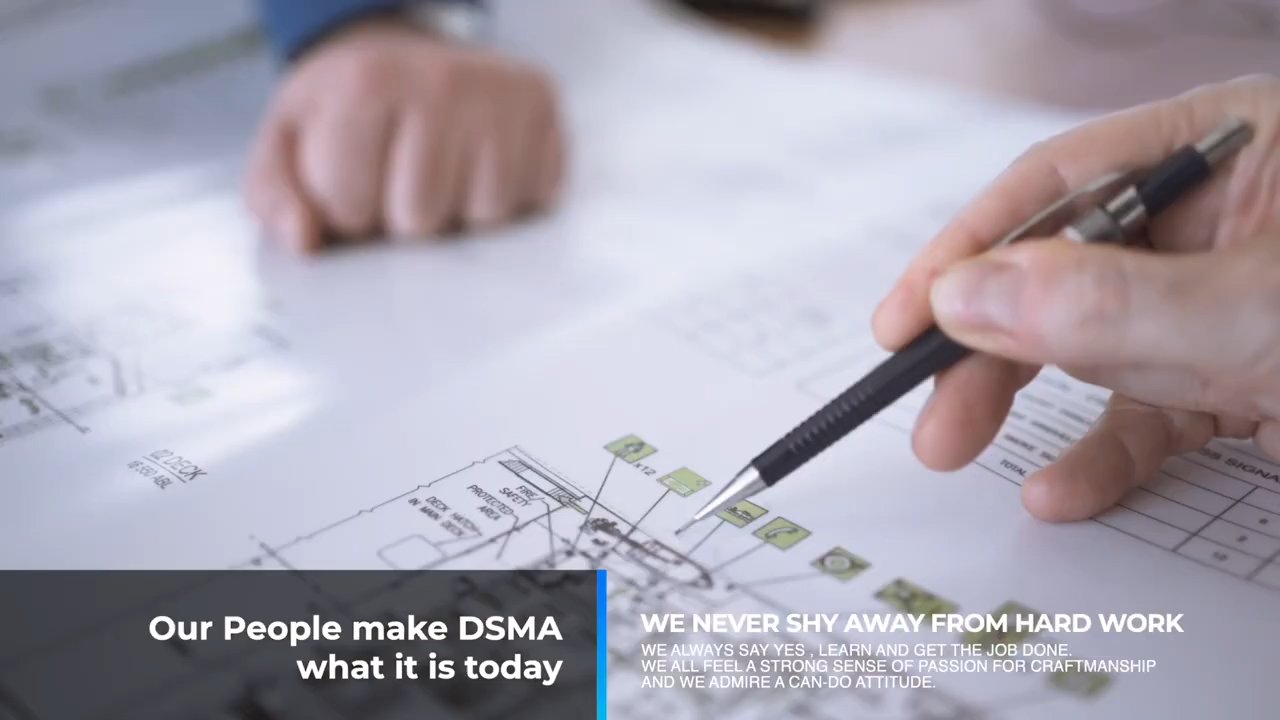 02 DECK
x12
FIRE/
SAFETY
PROTECTED
AREA
DECK HATCH
IN MAIN DECK
TOTAL
Our People make DSMA
what it is today
WE NEVER SHY AWAY FROM HARD WORK
WE ALWAYS SAY YES , LEARN AND GET THE JOB DONE.
WE ALL FEEL A STRONG SENSE OF PASSION FOR CRAFTMANSHIP
AND WE ADMIRE A CAN-DO ATTITUDE.